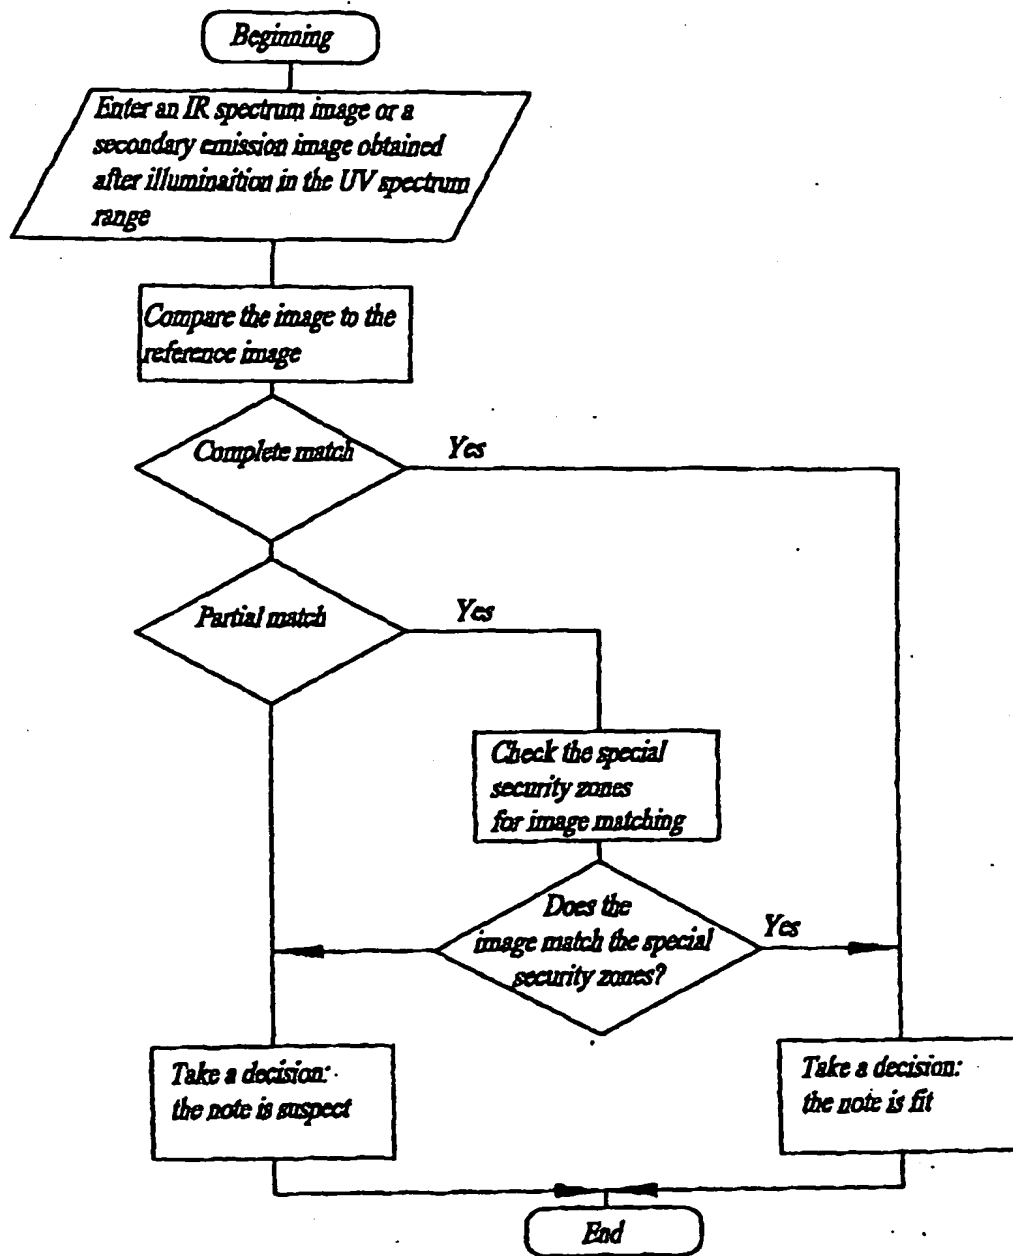 Beginning
Enter an IR spectrum image or a
secondary emission image obtained
after illuminaition in the UV spectrum
range
Compare the image to the
reference image
Complete match
Yes
Partial match
Yes
Check the special
security zones
for image matching
Does the
image match the special
security zones?
Yes
Take a decision:
the note is suspect
Take a decision:
the note is fit
End